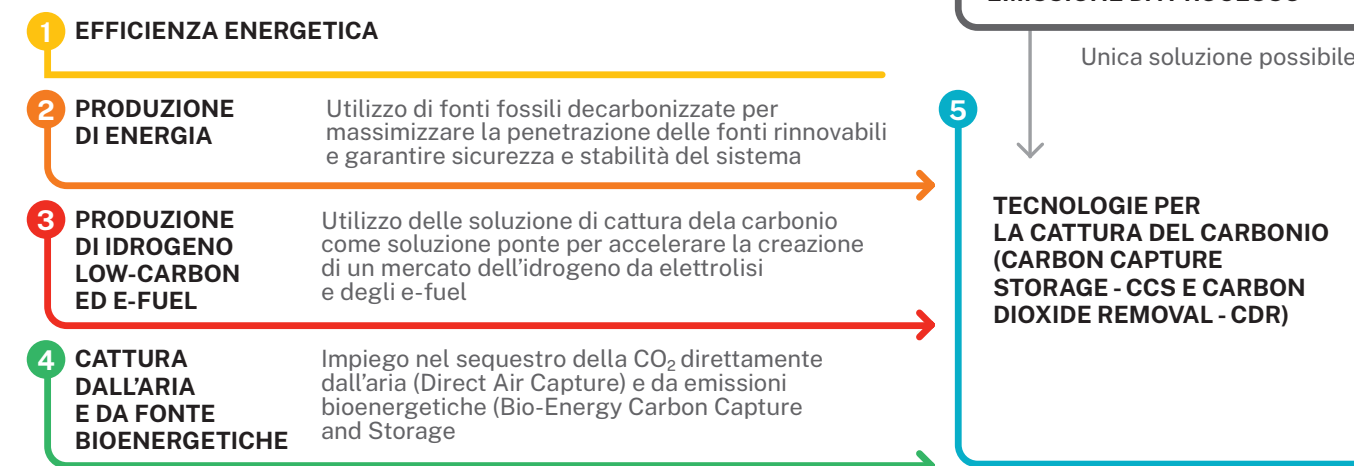 1 EFFICIENZA ENERGETICA
2 PRODUZIONE
DI ENERGIA
Utilizzo di fonti fossili decarbonizzate per
massimizzare la penetrazione delle fonti rinnovabili
e garantire sicurezza e stabilità del sistema
3 PRODUZIONE
DI IDROGENO
LOW-CARBON
ED E-FUEL
Utilizzo delle soluzione di cattura dela carbonio
come soluzione ponte per accelerare la creazione
di un mercato dell'idrogeno da elettrolisi
e degli e-fuel
4 CATTURA
DALL'ARIA
E DA FONTE
BIOENERGETICHE
Impiego nel sequestro della CO₂ direttamente
dall'aria (Direct Air Capture) e da emissioni
bioenergetiche (Bio-Energy Carbon Capture
and Storage
Unica soluzione possibile
5
TECNOLOGIE PER
LA CATTURA DEL CARBONIO
(CARBON CAPTURE
STORAGE - CCS E CARBON
DIOXIDE REMOVAL - CDR)